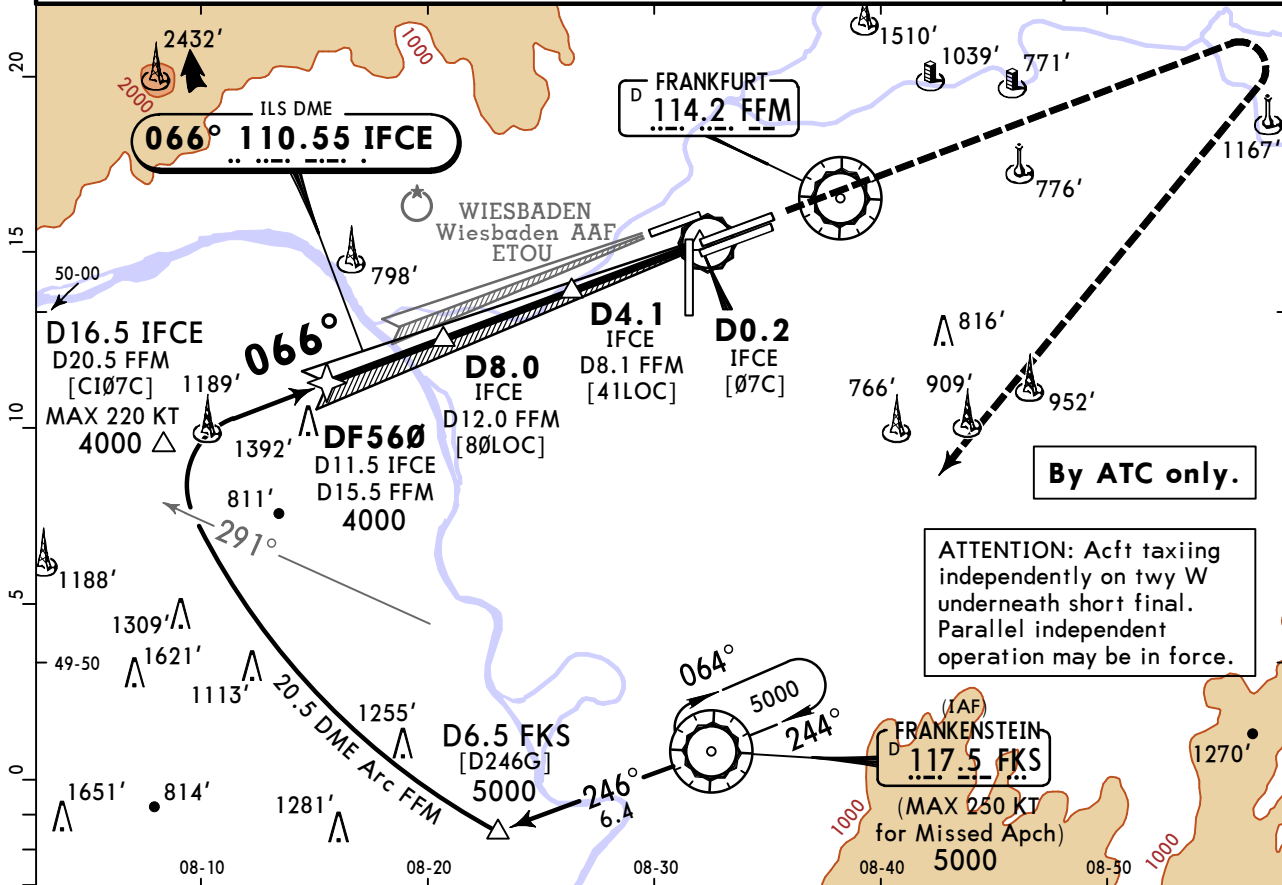 2432'
1000
2000
20
ILS DME
066° 110.55 IFCE
FRANKFURT
D 114.2 FFM
1510'
1039'
771'
1167'
776'
WIESBADEN
Wiesbaden AAF
ETOU
15
798'
50-00
D16.5 IFCE
D20.5 FFM
[CIØ7C]
MAX 220 KT
4000
1189'
066°
D8.0
IFCE
D12.0 FFM
[8ØLOC]
D4.1
IFCE
D8.1 FFM
[41LOC]
D0.2
IFCE
[Ø7C]
816'
766'
909'
952'
10
1392'
DF56Ø
D11.5 IFCE
D15.5 FFM
4000
811'
291°
By ATC only.
ATTENTION: Acft taxiing
independently on twy W
underneath short final.
Parallel independent
operation may be in force.
1188'
5
1309'
1621'
49-50
1113'
20.5 DME Arc FFM
1255'
D6.5 FKS
[D246G]
5000
064°
5000
244°
246°
6.4
(IAF)
FRANKENSTEIN
D 117.5 FKS
(MAX 250 KT
for Missed Apch)
5000
1270'
0
1651'
814'
1281'
1000
1000
08-10
08-20
08-30
08-40
08-50